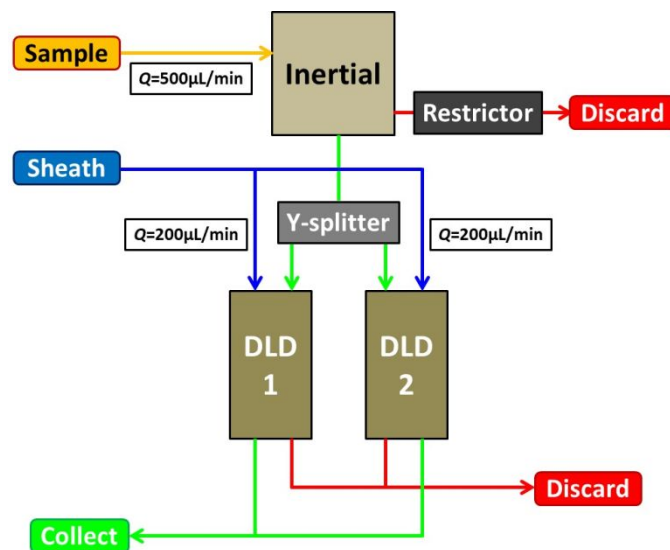 Sample
Q=500µL/min
Inertial
Restrictor
Discard
Sheath
Q=200µL/min
Y-splitter
Q=200µL/min
DLD
1
DLD
2
Discard
Collect